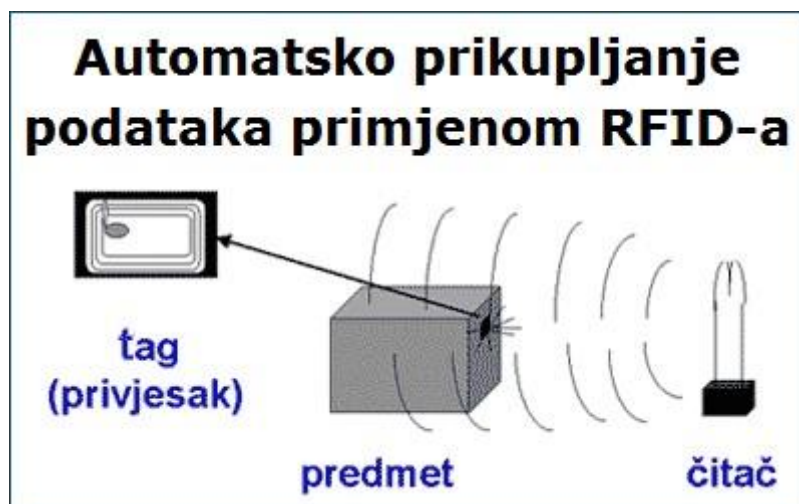 Automatsko prikupljanje
podataka primjenom RFID-a
tag
(privjesak)
predmet
čitač